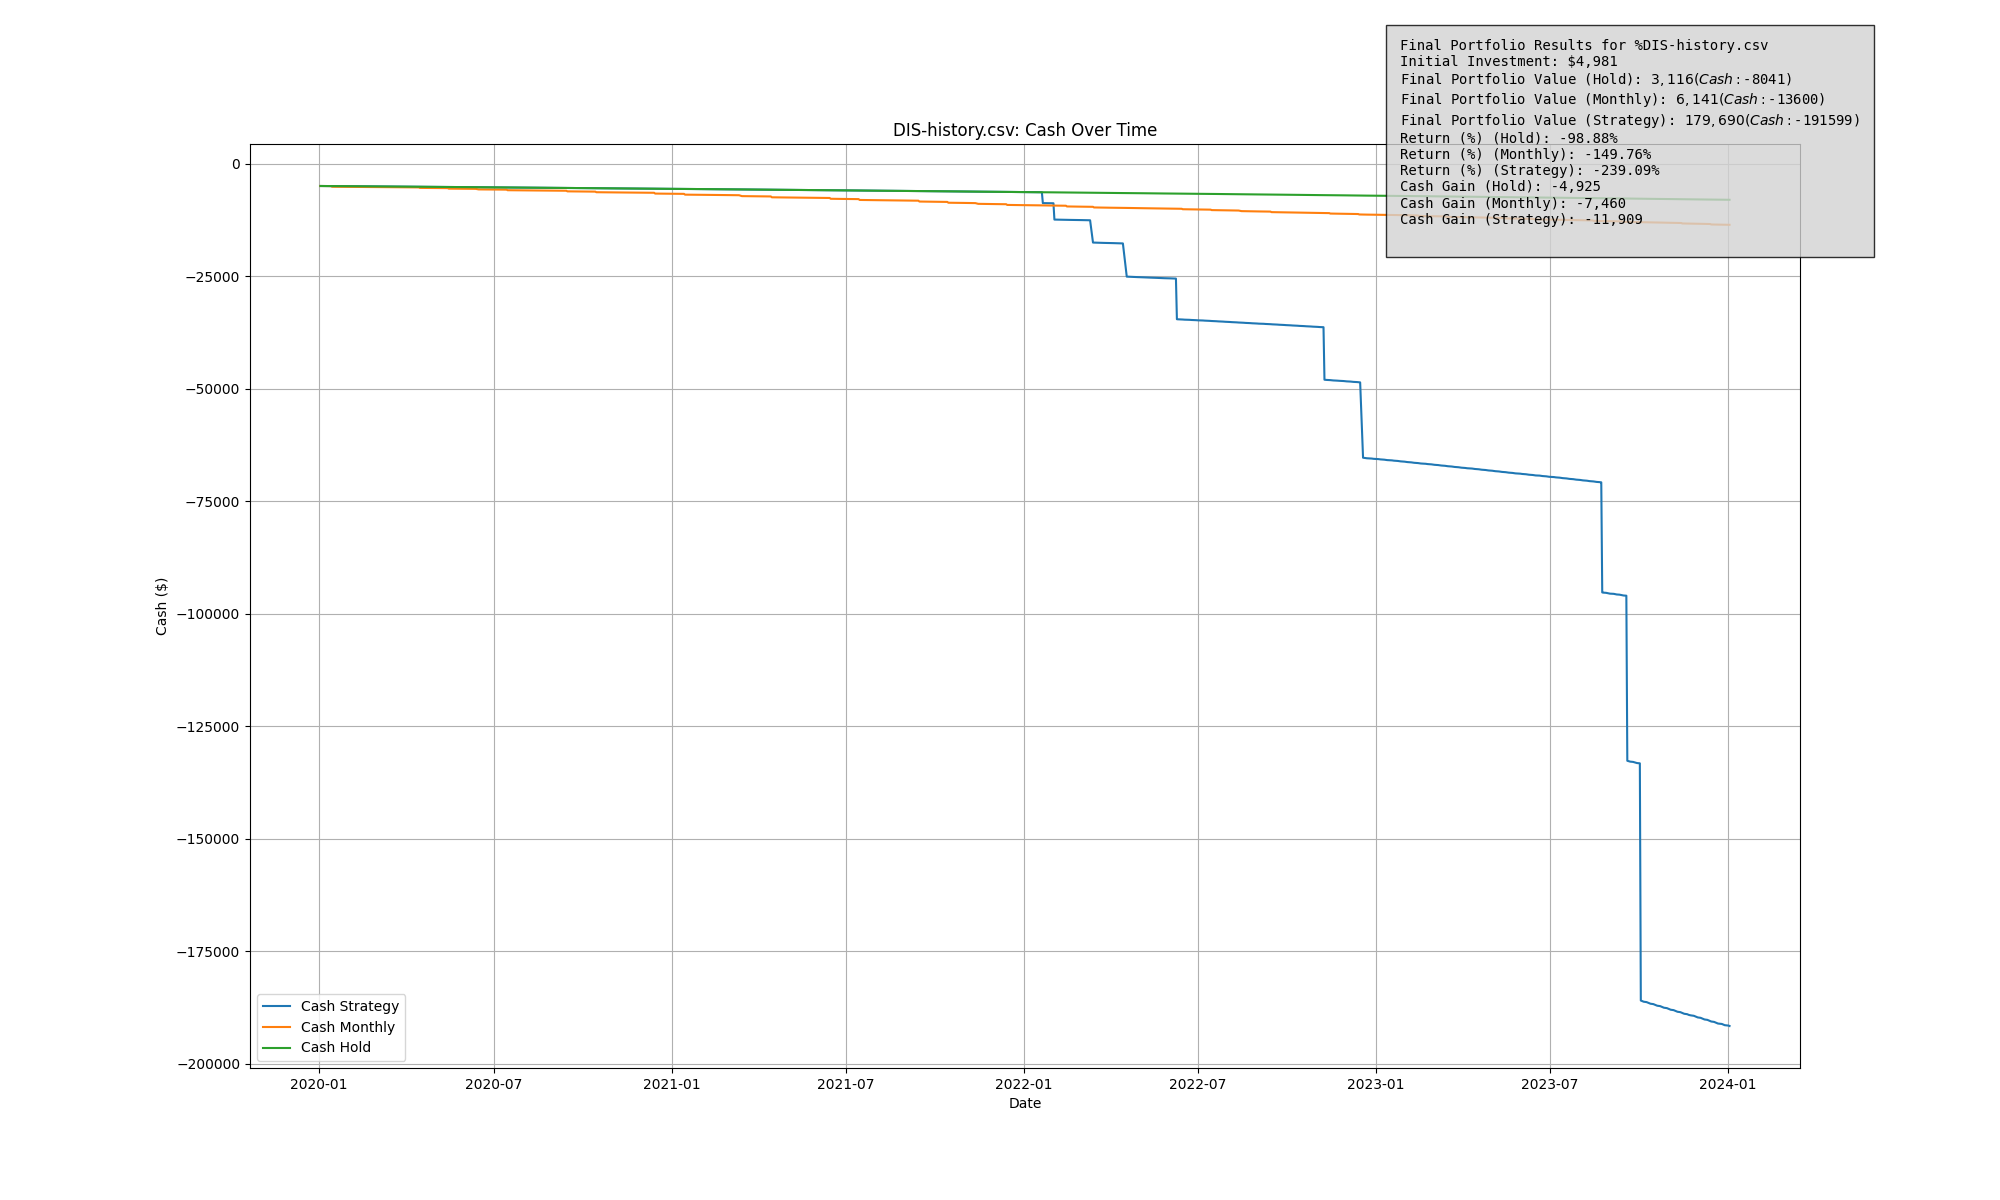 Final Portfolio Results for %DIS-history.csv
Initial Investment: $4,981
Final Portfolio Value (Hold): 3,116(Cash:-8041)
Final Portfolio Value (Monthly): 6,141(Cash:-13600)
Final Portfolio Value (Strategy): 179,690(Cash:-191599)
Return (%) (Hold): -98.88%
Return (%) (Monthly): -149.76%
Return (%) (Strategy): -239.09%
Cash Gain (Hold): -4,925
Cash Gain (Monthly): -7,460
Cash Gain (Strategy): -11,909
DIS-history.csv: Cash Over Time
0
−25000
−50000
−75000
−100000
−125000
−150000
−175000
−200000
Cash ($)
Cash Strategy
Cash Monthly
Cash Hold
2020-01 2020-07 2021-01 2021-07 2022-01 2022-07 2023-01 2023-07 2024-01
Date